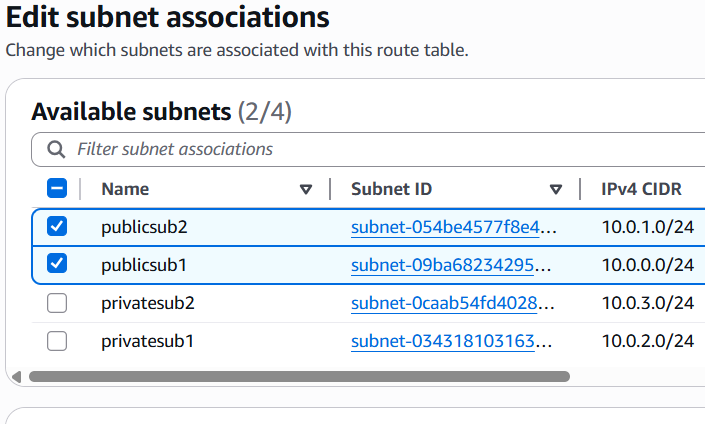 Edit subnet associations
Change which subnets are associated with this route table.
Available subnets (2/4)
Filter subnet associations
Name Subnet ID IPv4 CIDR
publicsub2 subnet-054be4577f8e4... 10.0.1.0/24
publicsub1 subnet-09ba68234295... 10.0.0.0/24
privatesub2 subnet-0caab54fd4028... 10.0.3.0/24
privatesub1 subnet-034318103163... 10.0.2.0/24